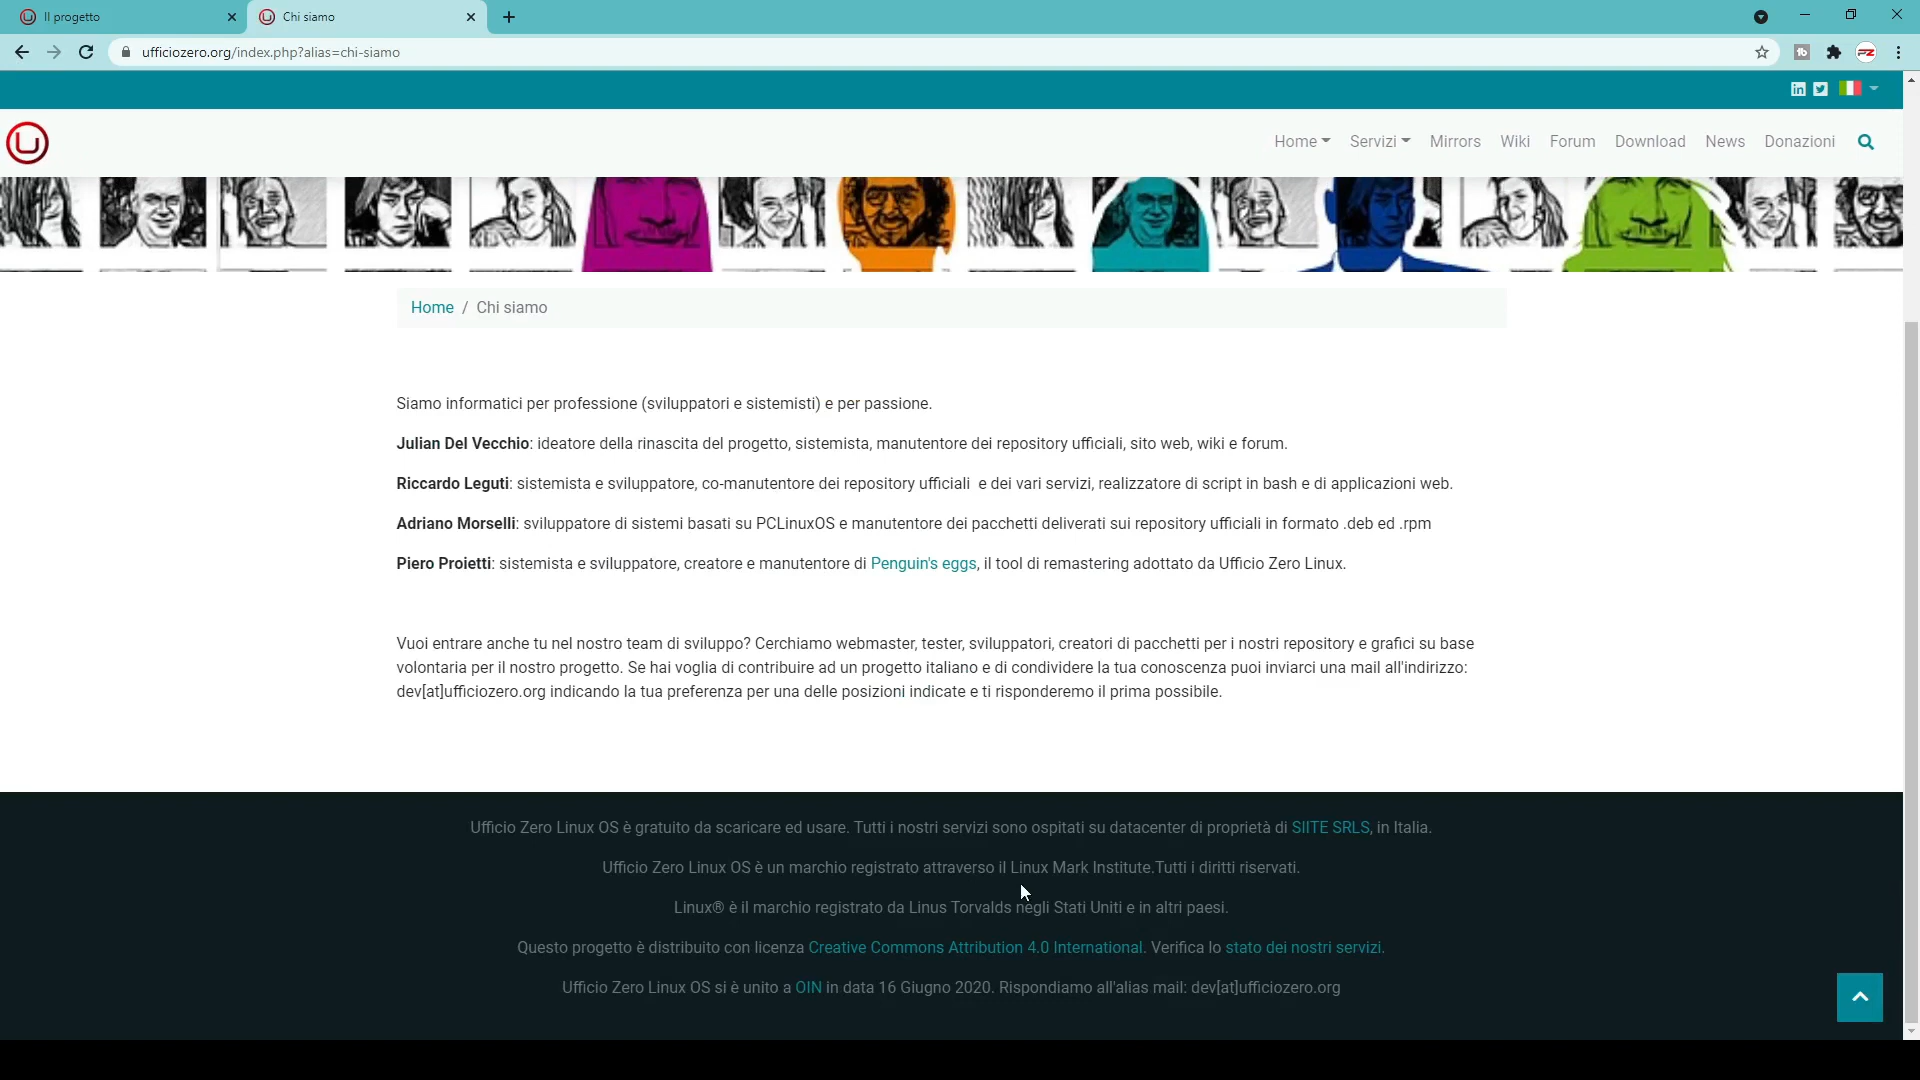 Il progetto
Chi siamo
ufficiozero.org/index.php?alias=chi-siamo
Home Servizi Mirrors Wiki Forum Download News Donazioni
Home / Chi siamo
Siamo informatici per professione (sviluppatori e sistemisti) e per passione.
Julian Del Vecchio: ideatore della rinascita del progetto, sistemista, manutentore dei repository ufficiali, sito web, wiki e forum.
Riccardo Leguti: sistemista e sviluppatore, co-manutentore dei repository ufficiali e dei vari servizi, realizzatore di script in bash e di applicazioni web.
Adriano Morselli: sviluppatore di sistemi basati su PCLinuxOS e manutentore dei pacchetti deliverati sui repository ufficiali in formato .deb ed .rpm
Piero Proietti: sistemista e sviluppatore, creatore e manutentore di Penguin's eggs, il tool di remastering adottato da Ufficio Zero Linux.
Vuoi entrare anche tu nel nostro team di sviluppo? Cerchiamo webmaster, tester, sviluppatori, creatori di pacchetti per i nostri repository e grafici su base
volontaria per il nostro progetto. Se hai voglia di contribuire ad un progetto italiano e di condividere la tua conoscenza puoi inviarci una mail all'indirizzo:
dev[at]ufficiozero.org indicando la tua preferenza per una delle posizioni indicate e ti risponderemo il prima possibile.
Ufficio Zero Linux OS è gratuito da scaricare ed usare. Tutti i nostri servizi sono ospitati su datacenter di proprietà di SIITE SRLS, in Italia.
Ufficio Zero Linux OS è un marchio registrato attraverso il Linux Mark Institute.Tutti i diritti riservati.
Linux® è il marchio registrato da Linus Torvalds negli Stati Uniti e in altri paesi.
Questo progetto è distribuito con licenza Creative Commons Attribution 4.0 International. Verifica lo stato dei nostri servizi.
Ufficio Zero Linux OS si è unito a OIN in data 16 Giugno 2020. Rispondiamo all'alias mail: dev[at]ufficiozero.org